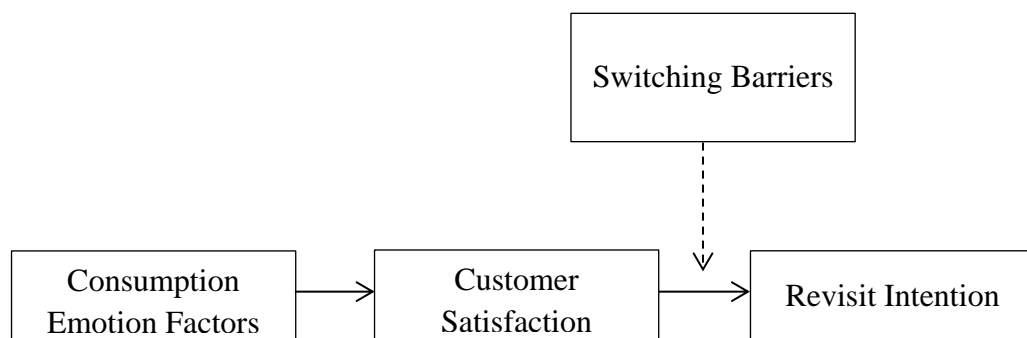 Switching Barriers
Consumption
Emotion Factors
Customer
Satisfaction
Revisit Intention